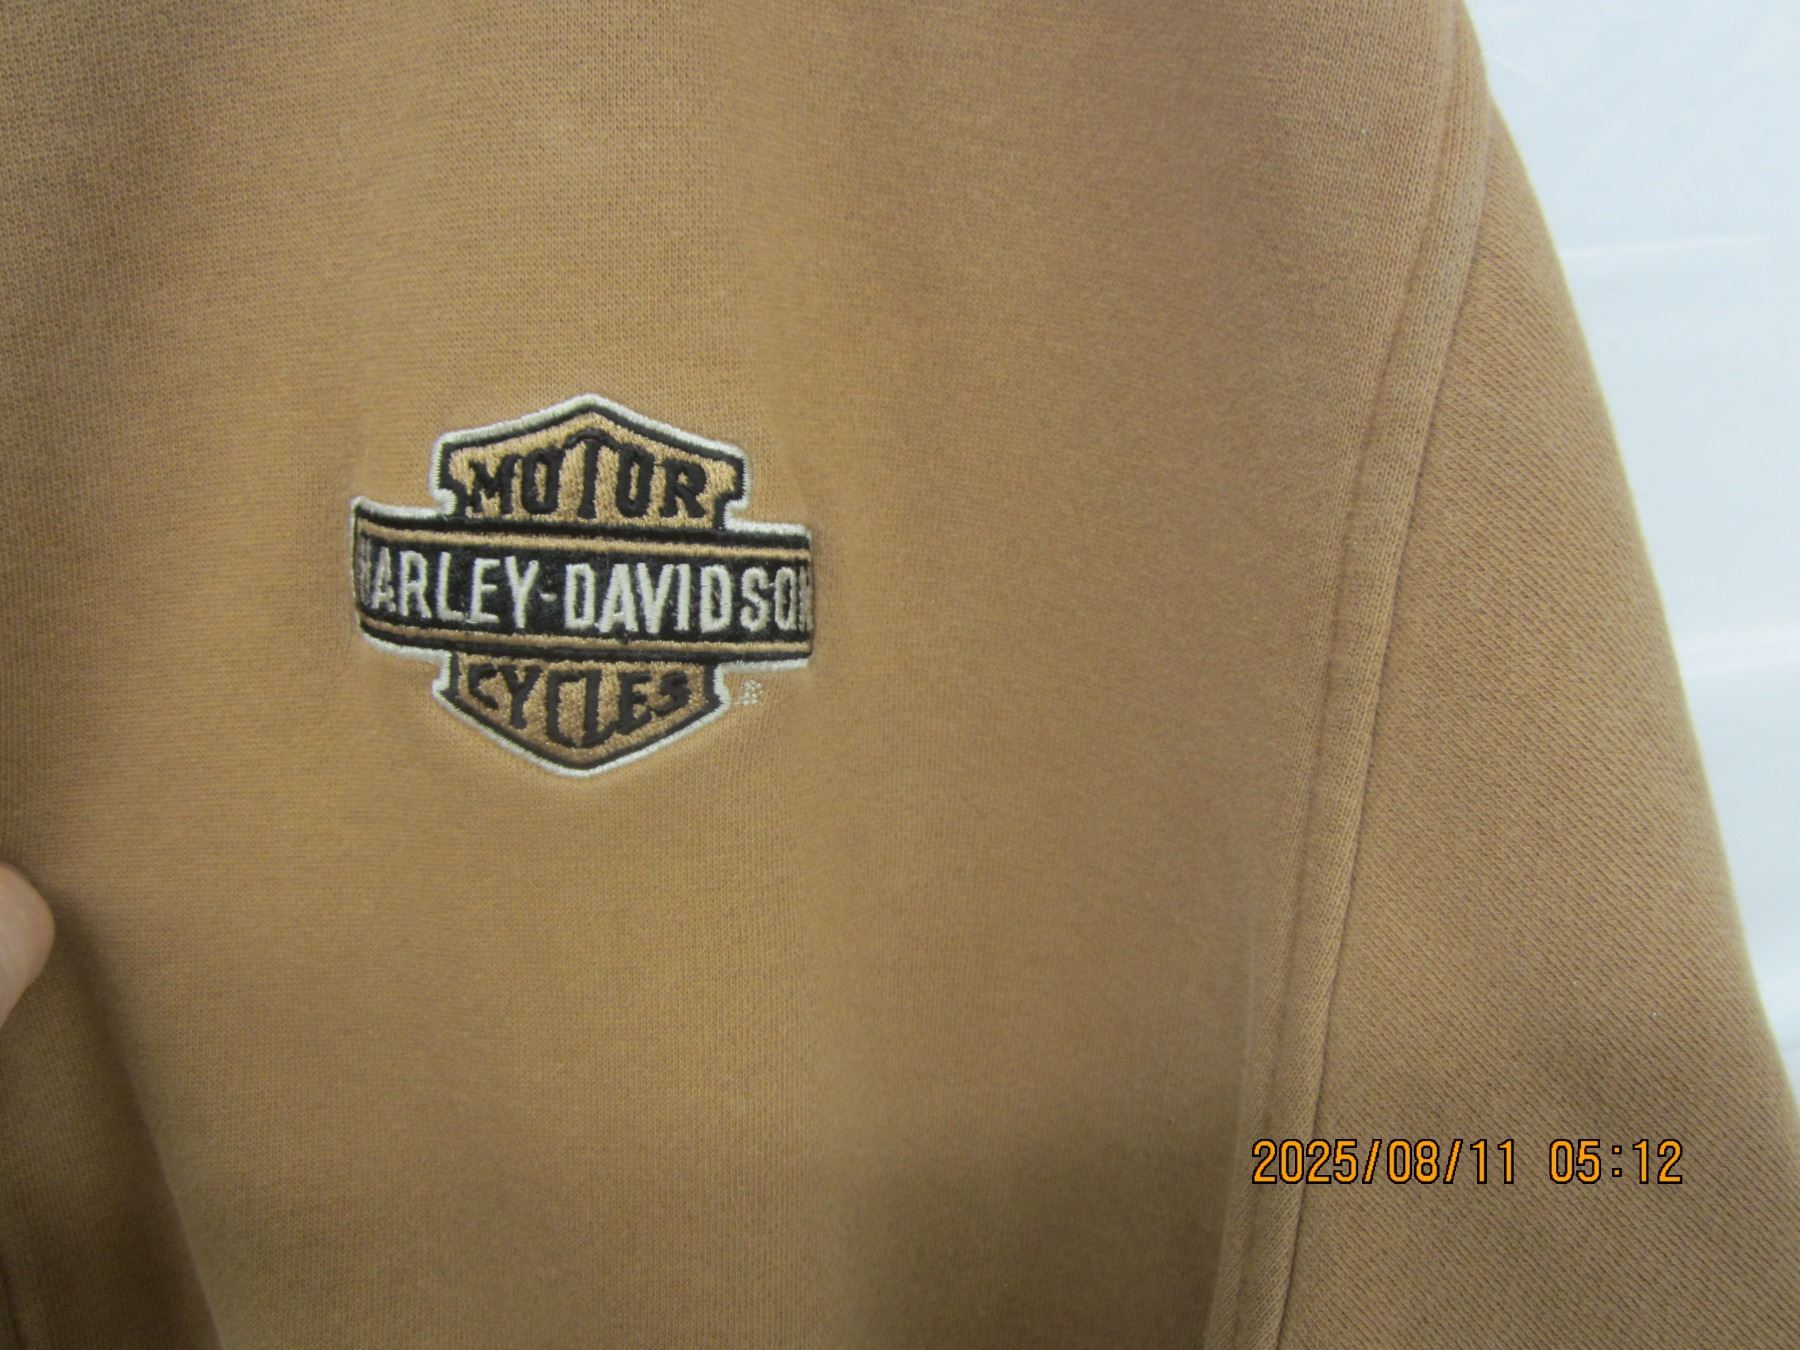 MOTOR
HARLEY-DAVIDSON
CYCLES
®
2025/08/11 05:12